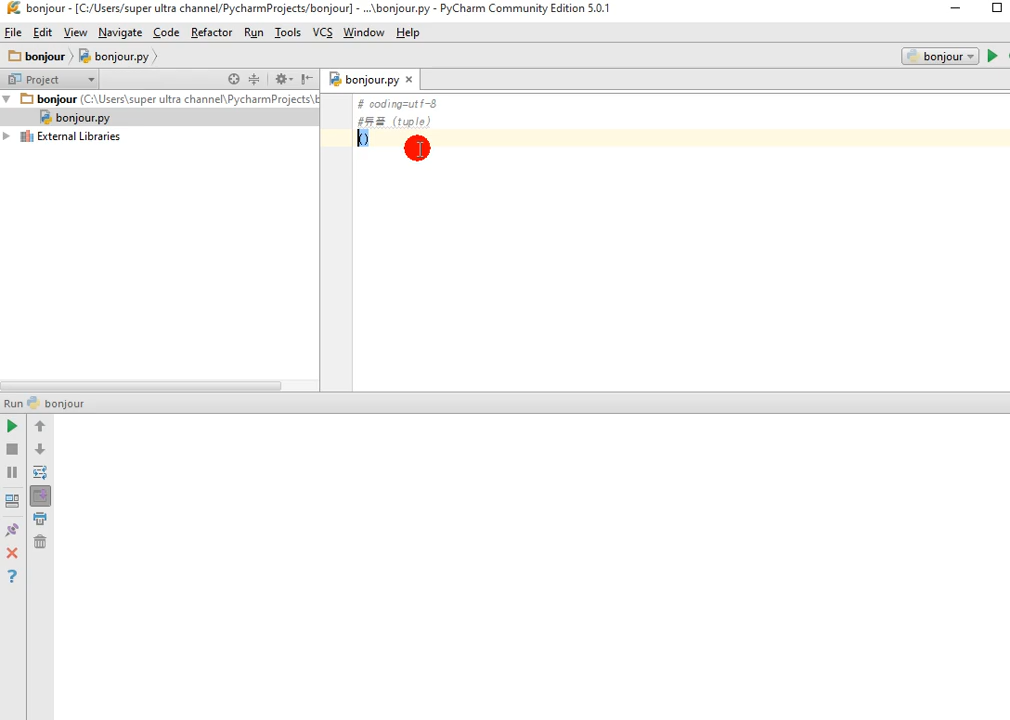 bonjour - [C:/Users/super ultra channel/PycharmProjects/bonjour] - ...\bonjour.py - PyCharm Community Edition 5.0.1
File Edit View Navigate Code Refactor Run Tools VCS Window Help
bonjour bonjour.py bonjour
Project bonjour.py
bonjour (C:\Users\super ultra channel\PycharmProjects\b
bonjour.py
External Libraries
# coding=utf-8
#튜플 (tuple)
()
Run bonjour